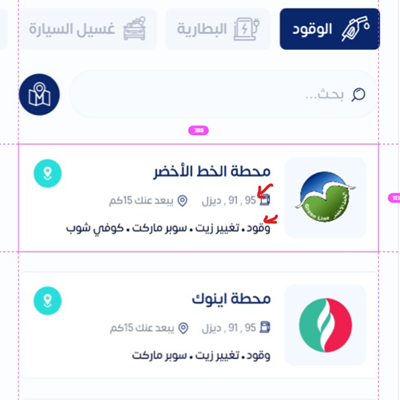 الوقود
البطارية
غسيل السيارة
بحث...
محطة الخط الأخضر
95 , 91 , ديزل
يبعد عنك 15كم
وقود • تغيير زيت • سوبر ماركت • كوفي شوب
محطة اينوك
95 , 91 , ديزل
يبعد عنك 15كم
وقود • تغيير زيت • سوبر ماركت